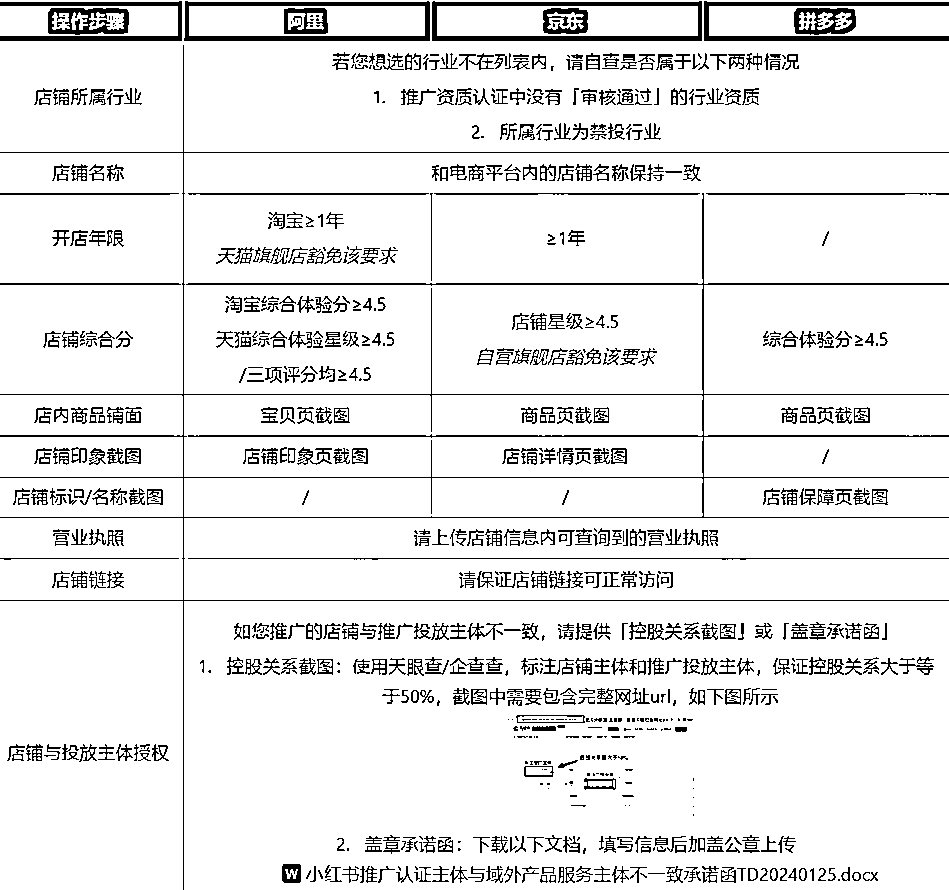 操作步骤 阿里 京东 拼多多
店铺所属行业
若您想选的行业不在列表内，请自查是否属于以下两种情况
1. 推广资质认证中没有「审核通过」的行业资质
2. 所属行业为禁投行业
店铺名称 和电商平台内的店铺名称保持一致
开店年限
淘宝≥1年
天猫旗舰店豁免该要求
≥1年
/
店铺综合分
淘宝综合体验分≥4.5
天猫综合体验星级≥4.5
/三项评分均≥4.5
店铺星级≥4.5
自营旗舰店豁免该要求
综合体验分≥4.5
店内商品铺面 宝贝页截图 商品页截图 商品页截图
店铺印象截图 店铺印象页截图 店铺详情页截图 /
店铺标识/名称截图 / / 店铺保障页截图
营业执照 请上传店铺信息内可查询到的营业执照
店铺链接 请保证店铺链接可正常访问
店铺与投放主体授权
如您推广的店铺与推广投放主体不一致，请提供「控股关系截图」或「盖章承诺函」
1. 控股关系截图：使用天眼查/企查查，标注店铺主体和推广投放主体，保证控股关系大于等
于50%，截图中需要包含完整网址url，如下图所示
2. 盖章承诺函：下载以下文档，填写信息后加盖公章上传
W 小红书推广认证主体与域外产品服务主体不一致承诺函TD20240125.docx